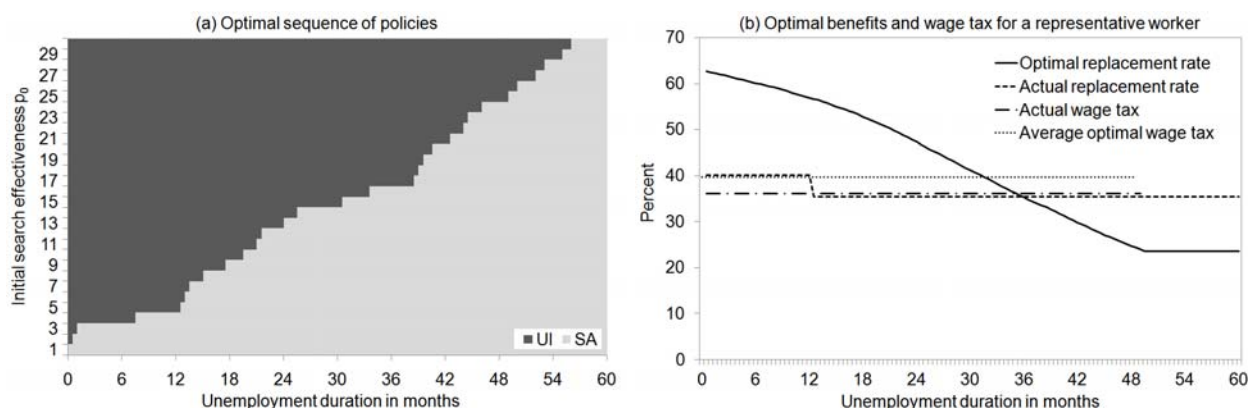 (a) Optimal sequence of policies
Initial search effectiveness p₀
29
27
25
23
21
19
17
15
13
11
9
7
5
3
1
UI SA
0 6 12 18 24 30 36 42 48 54 60
Unemployment duration in months
(b) Optimal benefits and wage tax for a representative worker
Percent
70
60
50
40
30
20
10
0
Optimal replacement rate
Actual replacement rate
Actual wage tax
Average optimal wage tax
0 6 12 18 24 30 36 42 48 54 60
Unemployment duration in months